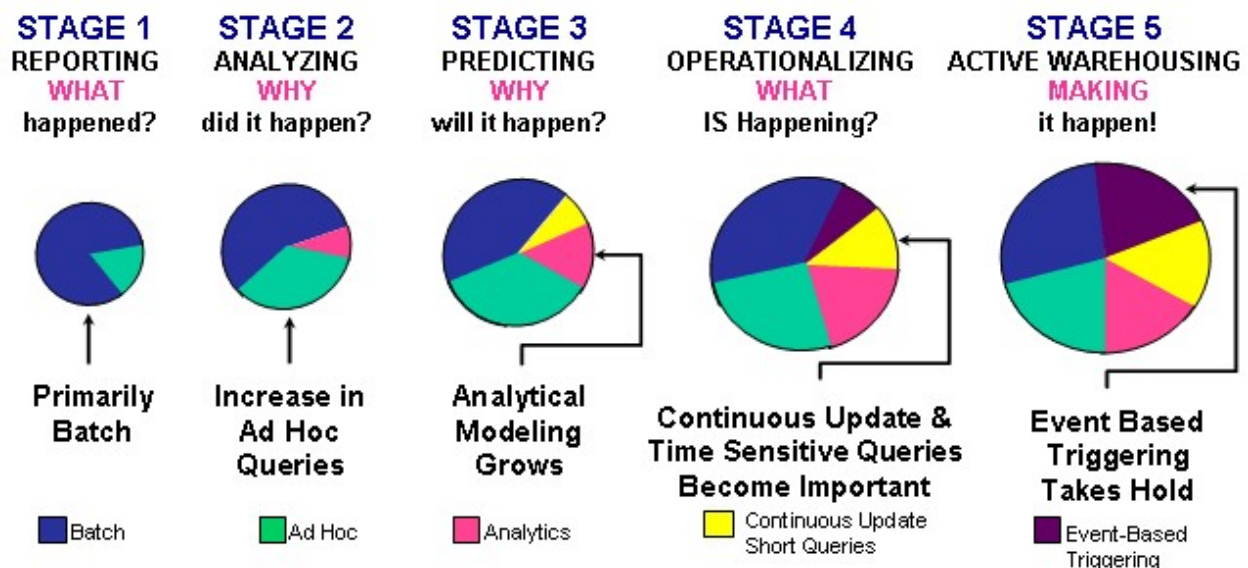 STAGE 1
REPORTING
WHAT
happened?
STAGE 2
ANALYZING
WHY
did it happen?
STAGE 3
PREDICTING
WHY
will it happen?
STAGE 4
OPERATIONALIZING
WHAT
IS Happening?
STAGE 5
ACTIVE WAREHOUSING
MAKING
it happen!
Primarily
Batch
Increase in
Ad Hoc
Queries
Analytical
Modeling
Grows
Continuous Update &
Time Sensitive Queries
Become Important
Event Based
Triggering
Takes Hold
Batch
Ad Hoc
Analytics
Continuous Update
Short Queries
Event-Based
Triggering